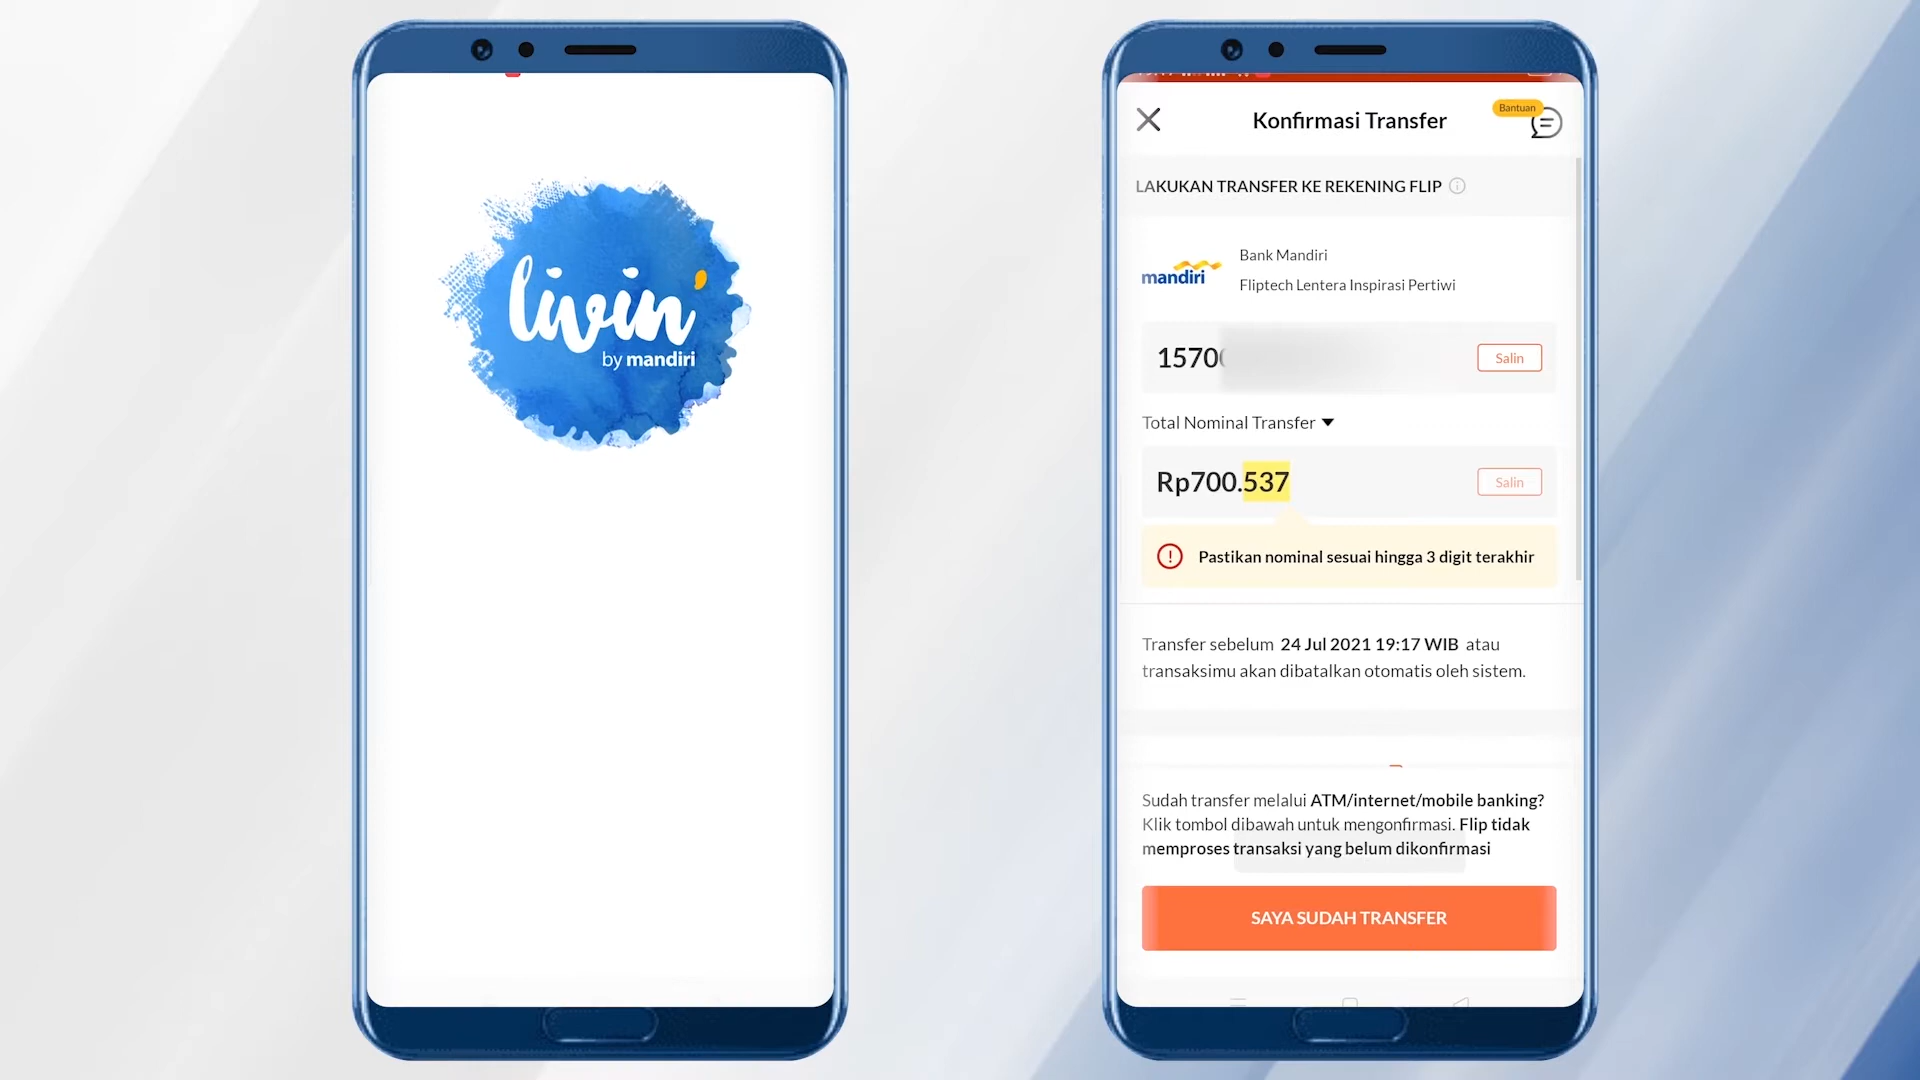 livin'
by mandiri
Konfirmasi Transfer
Bantuan
LAKUKAN TRANSFER KE REKENING FLIP
mandiri
Bank Mandiri
Fliptech Lentera Inspirasi Pertiwi
1570
Salin
Total Nominal Transfer
Rp700.537
Salin
Pastikan nominal sesuai hingga 3 digit terakhir
Transfer sebelum 24 Jul 2021 19:17 WIB atau
transaksimu akan dibatalkan otomatis oleh sistem.
Sudah transfer melalui ATM/internet/mobile banking?
Klik tombol dibawah untuk mengonfirmasi. Flip tidak
memproses transaksi yang belum dikonfirmasi
SAYA SUDAH TRANSFER